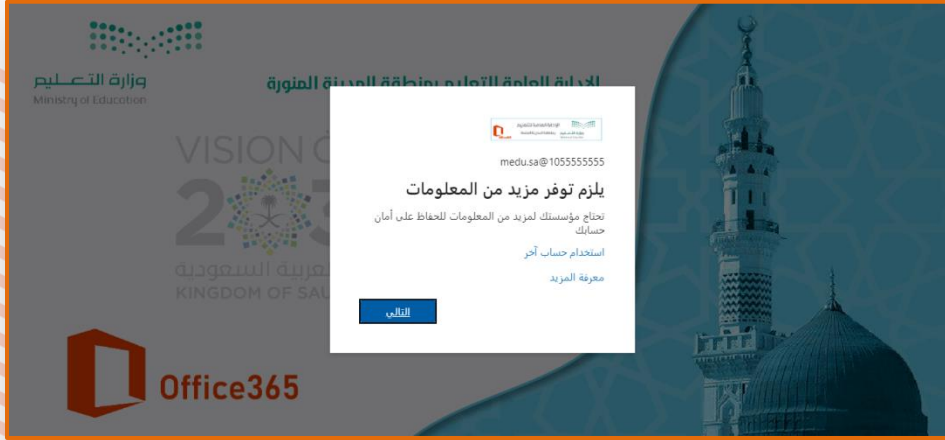 وزارة التعـــليم
Ministry of Education
الإدارة العامة للتعليم بمنطقة المدينة المنورة
VISION
2
العربية السعودية
KINGDOM OF SAU
medu.sa@1055555555
يلزم توفر مزيد من المعلومات
تحتاج مؤسستك لمزيد من المعلومات للحفاظ على أمان
حسابك
استخدام حساب آخر
معرفة المزيد
التالي
Office365